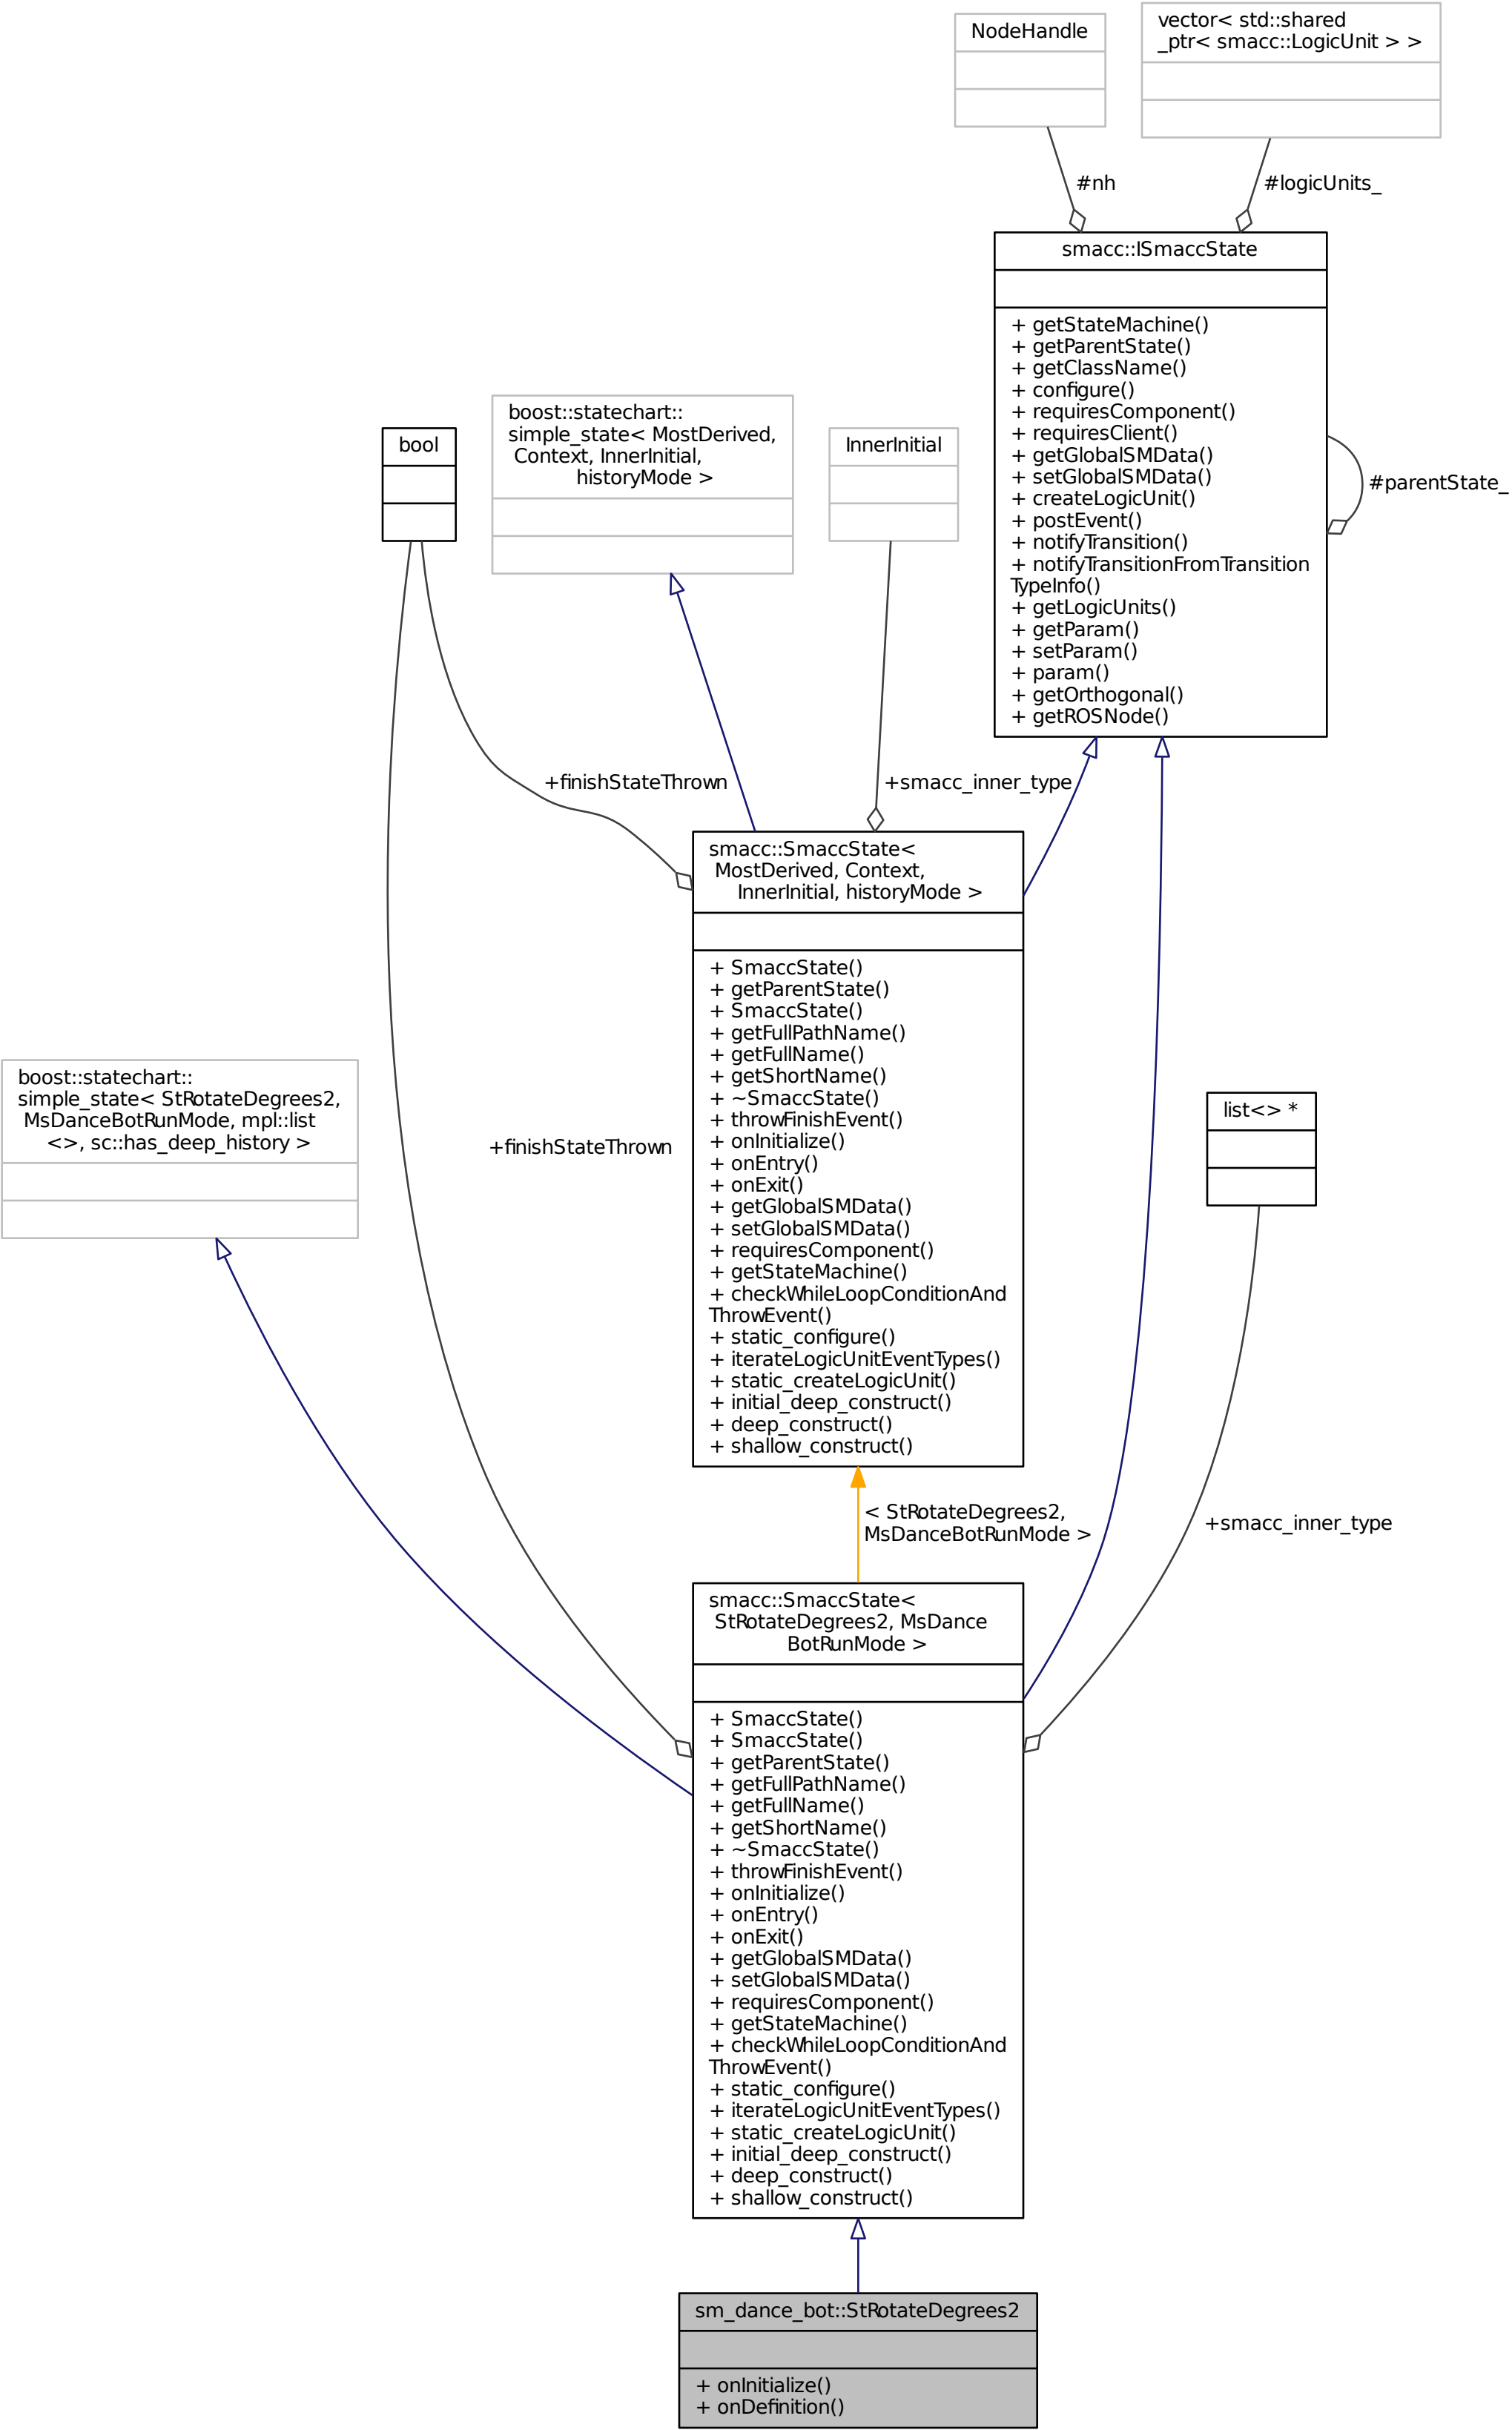 NodeHandle
vector< std::shared
_ptr< smacc::LogicUnit > >
#nh
#logicUnits_
smacc::ISmaccState
+ getStateMachine()
+ getParentState()
+ getClassName()
+ configure()
+ requiresComponent()
+ requiresClient()
+ getGlobalSMData()
+ setGlobalSMData()
+ createLogicUnit()
+ postEvent()
+ notifyTransition()
+ notifyTransitionFromTransition
TypeInfo()
+ getLogicUnits()
+ getParam()
+ setParam()
+ param()
+ getOrthogonal()
+ getROSNode()
#parentState_
bool
boost::statechart::
simple_state< MostDerived,
Context, InnerInitial,
historyMode >
InnerInitial
+finishStateThrown
+smacc_inner_type
smacc::SmaccState<
MostDerived, Context,
InnerInitial, historyMode >
+ SmaccState()
+ getParentState()
+ SmaccState()
+ getFullPathName()
+ getFullName()
+ getShortName()
+ ~SmaccState()
+ throwFinishEvent()
+ onInitialize()
+ onEntry()
+ onExit()
+ getGlobalSMData()
+ setGlobalSMData()
+ requiresComponent()
+ getStateMachine()
+ checkWhileLoopConditionAnd
ThrowEvent()
+ static_configure()
+ iterateLogicUnitEventTypes()
+ static_createLogicUnit()
+ initial_deep_construct()
+ deep_construct()
+ shallow_construct()
boost::statechart::
simple_state< StRotateDegrees2,
MsDanceBotRunMode, mpl::list
<>, sc::has_deep_history >
+finishStateThrown
list<> *
< StRotateDegrees2,
MsDanceBotRunMode >
+smacc_inner_type
smacc::SmaccState<
StRotateDegrees2, MsDance
BotRunMode >
+ SmaccState()
+ SmaccState()
+ getParentState()
+ getFullPathName()
+ getFullName()
+ getShortName()
+ ~SmaccState()
+ throwFinishEvent()
+ onInitialize()
+ onEntry()
+ onExit()
+ getGlobalSMData()
+ setGlobalSMData()
+ requiresComponent()
+ getStateMachine()
+ checkWhileLoopConditionAnd
ThrowEvent()
+ static_configure()
+ iterateLogicUnitEventTypes()
+ static_createLogicUnit()
+ initial_deep_construct()
+ deep_construct()
+ shallow_construct()
sm_dance_bot::StRotateDegrees2
+ onInitialize()
+ onDefinition()